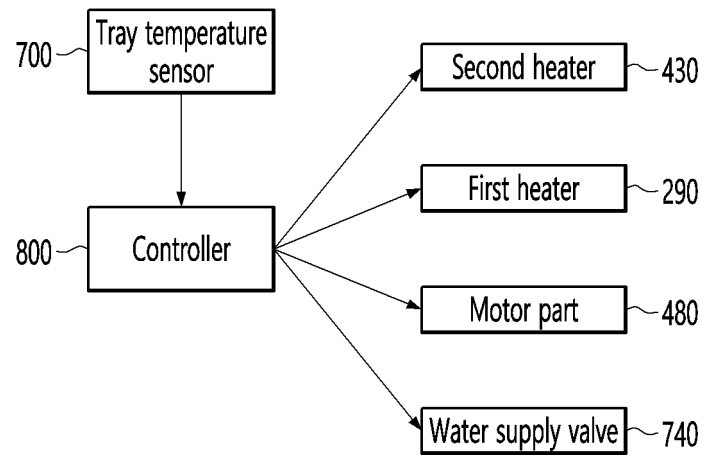 700
Tray temperature
sensor
Second heater
430
First heater
290
800
Controller
Motor part
480
Water supply valve
740